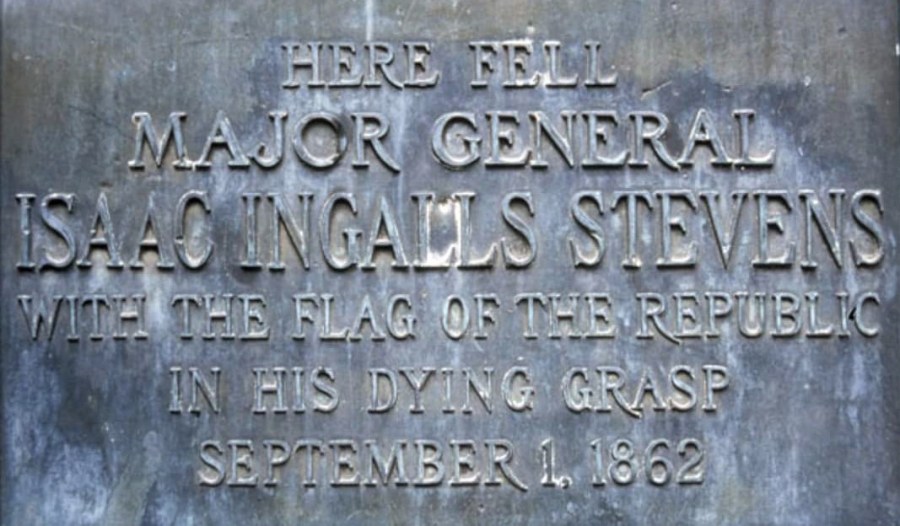 HERE FELL
MAJOR GENERAL
ISAAC INGALLS STEVENS
WITH THE FLAG OF THE REPUBLIC
IN HIS DYING GRASP
SEPTEMBER 1, 1862